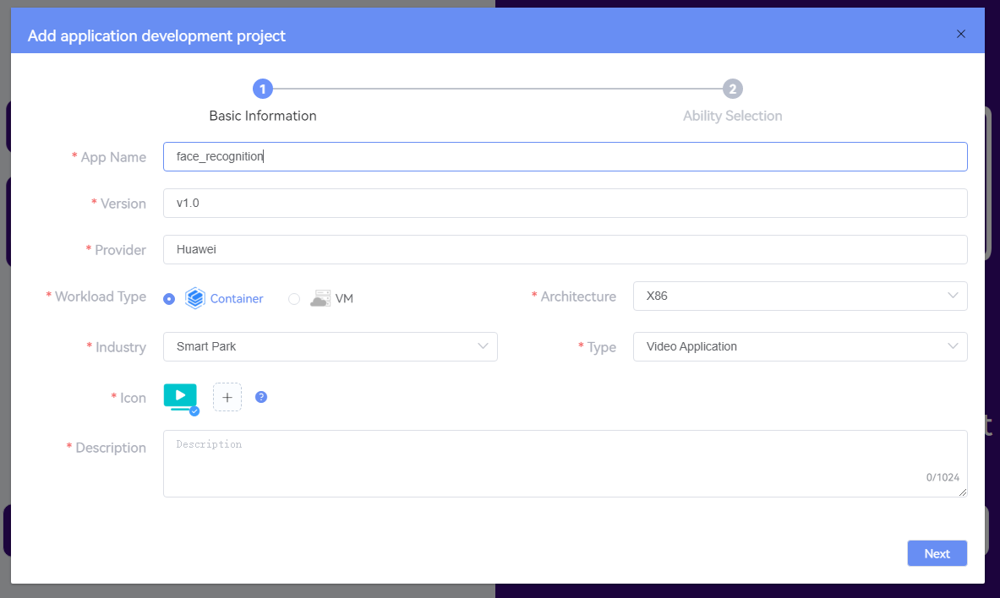 Add application development project
1
2
Basic Information
Ability Selection
* App Name
face_recognition
* Version
v1.0
* Provider
Huawei
* Workload Type
Container
VM
* Architecture
X86
* Industry
Smart Park
* Type
Video Application
* Icon
+
?
* Description
Description
0/1024
Next
t